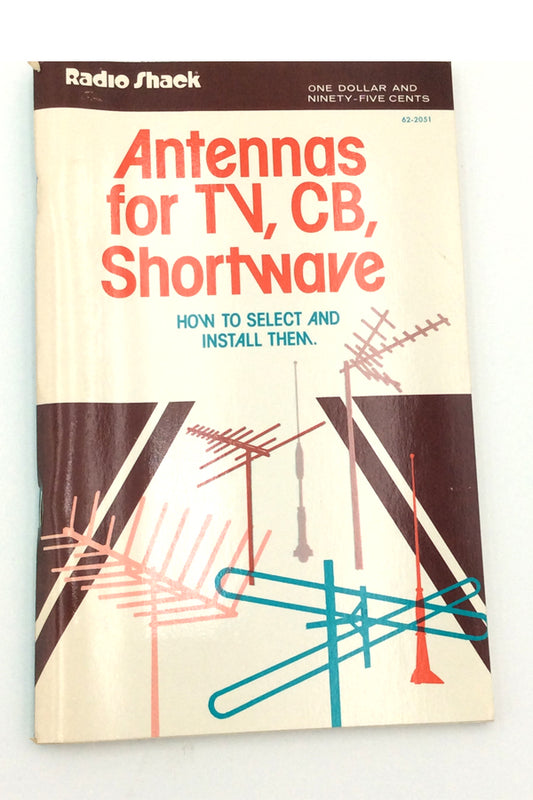 Radio Shack
ONE DOLLAR AND
NINETY-FIVE CENTS
62-2051
Antennas
for TV, CB,
Shortwave
HOW TO SELECT AND
INSTALL THEM.